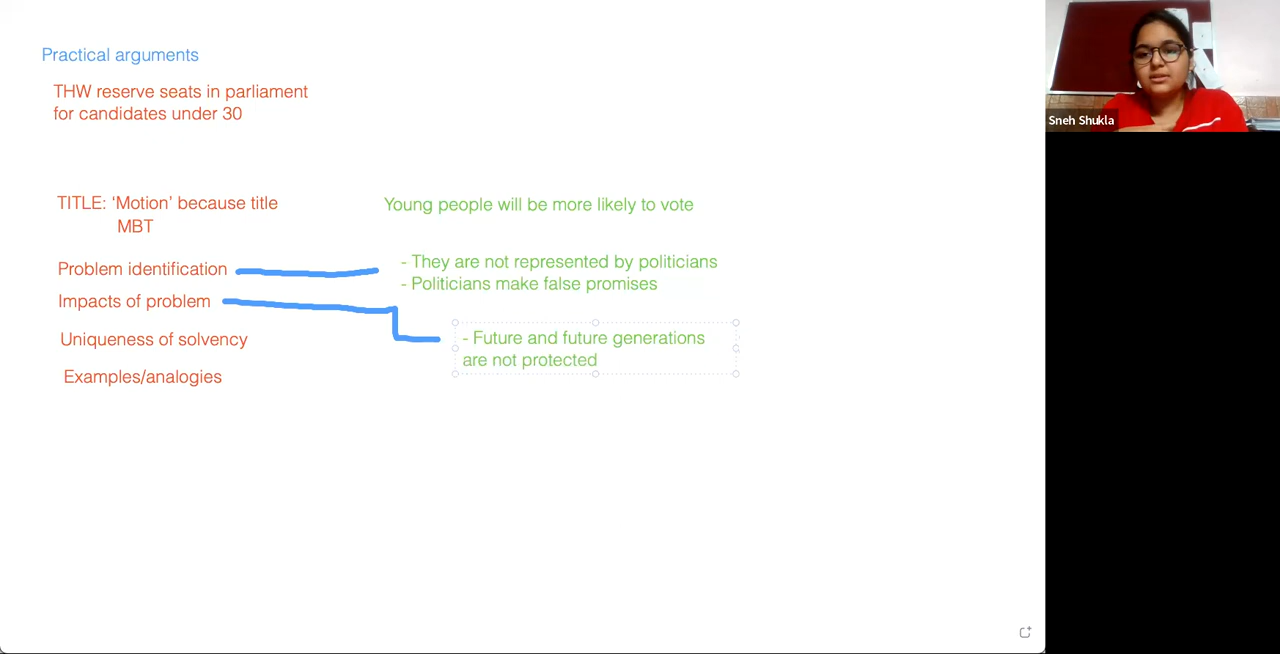 Practical arguments
THW reserve seats in parliament
for candidates under 30
TITLE: ‘Motion’ because title
MBT
Young people will be more likely to vote
Problem identification
- They are not represented by politicians
- Politicians make false promises
Impacts of problem
- Future and future generations
are not protected
Uniqueness of solvency
Examples/analogies
Sneh Shukla